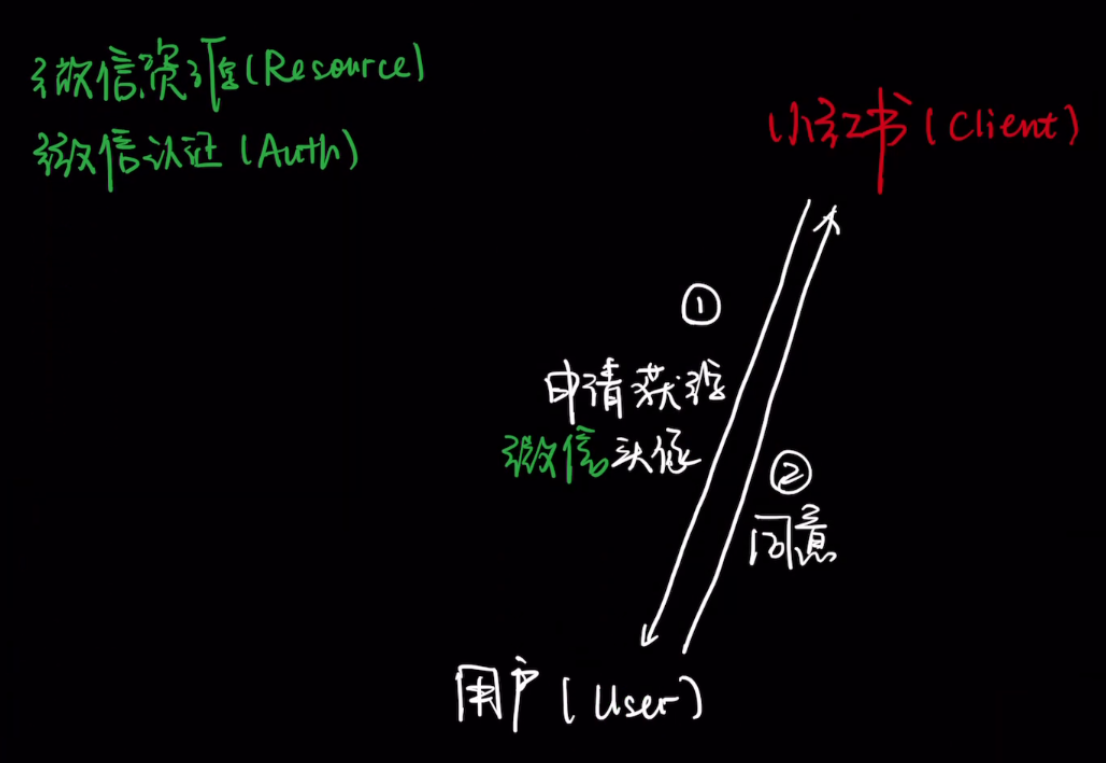 微信资源(Resource)
微信认证(Auth)
小红书(Client)
①
申请获得
微信头像
②
同意
用户(User)